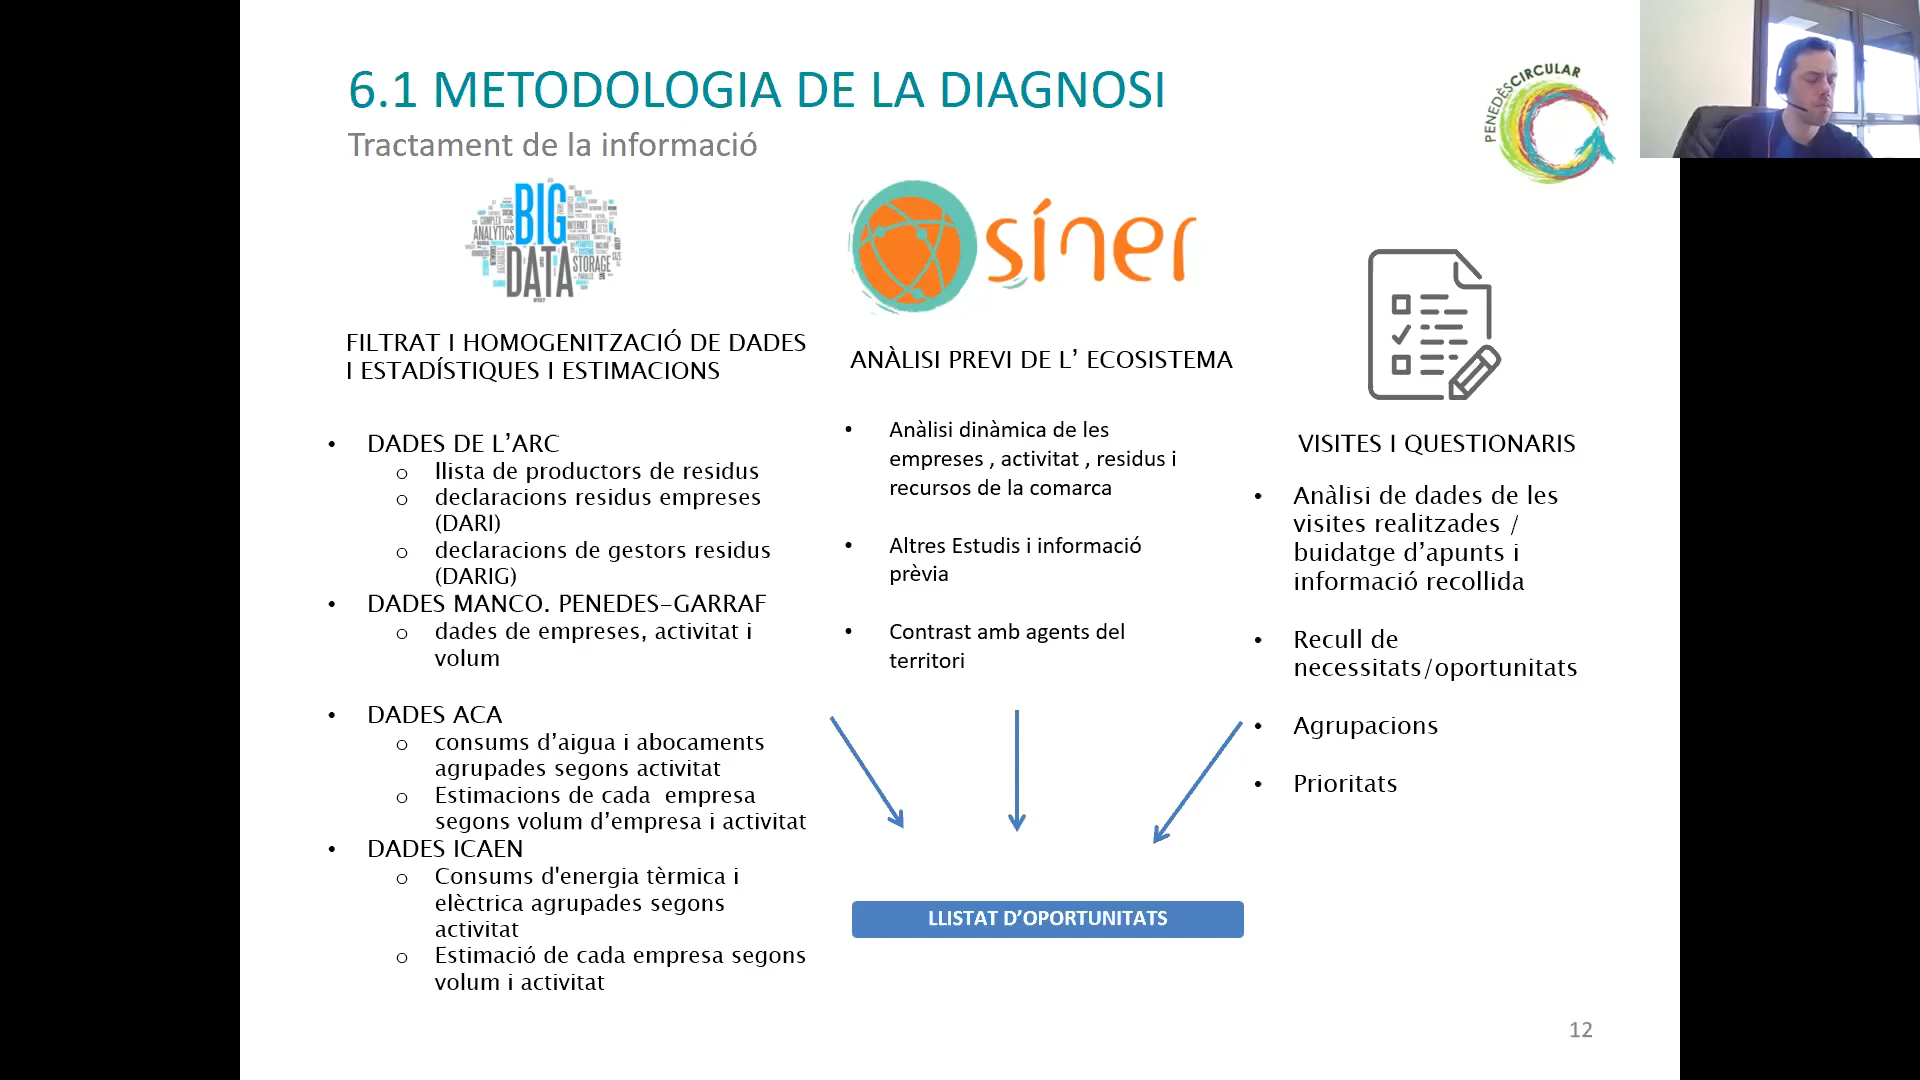 6.1 METODOLOGIA DE LA DIAGNOSI
Tractament de la informació
PENEDÈSCIRCULAR
BIG
DATA
COMPLEX
ANALYTICS
INTERNET
STORAGE
síner
FILTRAT I HOMOGENITZACIÓ DE DADES
I ESTADÍSTIQUES I ESTIMACIONS
• DADES DE L’ARC
o llista de productors de residus
o declaracions residus empreses
(DARI)
o declaracions de gestors residus
(DARIG)
• DADES MANCO. PENEDES-GARRAF
o dades de empreses, activitat i
volum
• DADES ACA
o consums d’aigua i abocaments
agrupades segons activitat
o Estimacions de cada  empresa
segons volum d’empresa i activitat
• DADES ICAEN
o Consums d'energia tèrmica i
elèctrica agrupades segons
activitat
o Estimació de cada empresa segons
volum i activitat
ANÀLISI PREVI DE L’ ECOSISTEMA
• Anàlisi dinàmica de les
empreses , activitat , residus i
recursos de la comarca
• Altres Estudis i informació
prèvia
• Contrast amb agents del
territori
VISITES I QUESTIONARIS
• Anàlisi de dades de les
visites realitzades /
buidatge d’apunts i
informació recollida
• Recull de
necessitats/oportunitats
• Agrupacions
• Prioritats
LLISTAT D’OPORTUNITATS
12